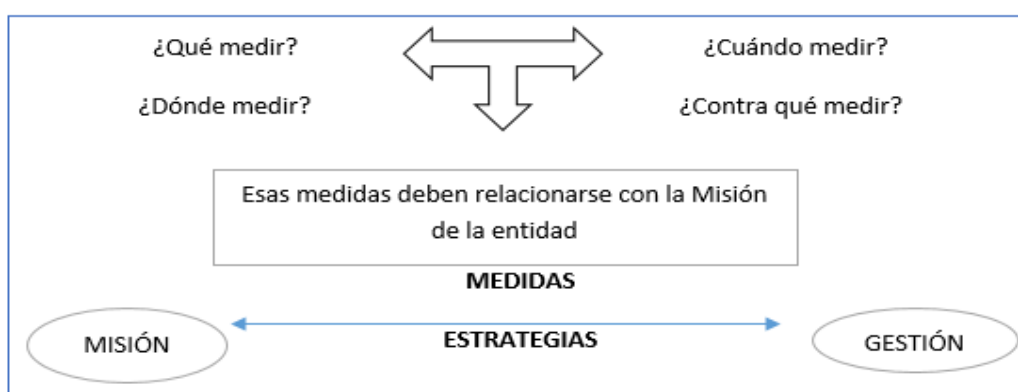 ¿Qué medir?
¿Cuándo medir?
¿Dónde medir?
¿Contra qué medir?
Esas medidas deben relacionarse con la Misión
de la entidad
MEDIDAS
MISIÓN
ESTRATEGIAS
GESTIÓN